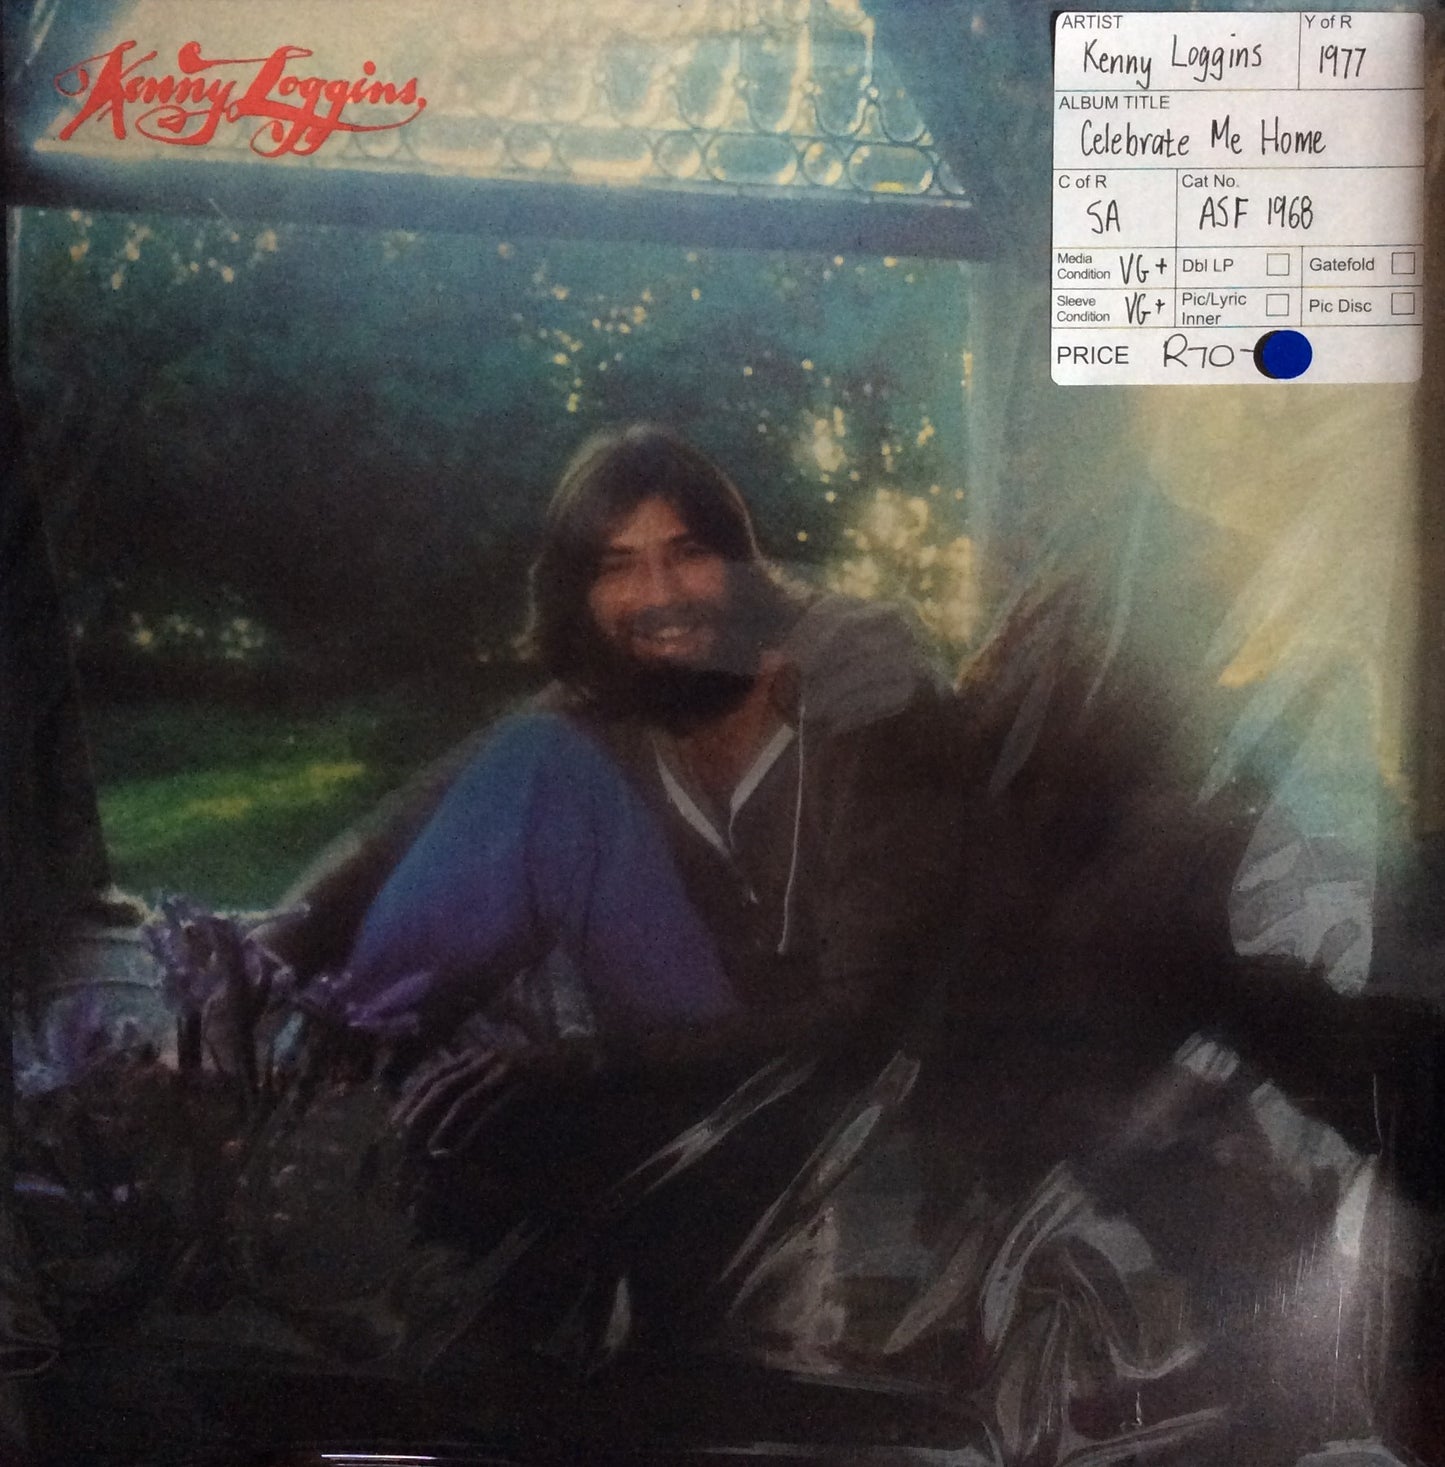 Kenny Loggins
ARTIST Y of R
Kenny Loggins 1977
ALBUM TITLE
Celebrate Me Home
C of R Cat No.
SA ASF 1968
Media Condition VG+ Dbl LP Gatefold
Sleeve Condition VG+ Pic/Lyric Inner Pic Disc
PRICE R70-